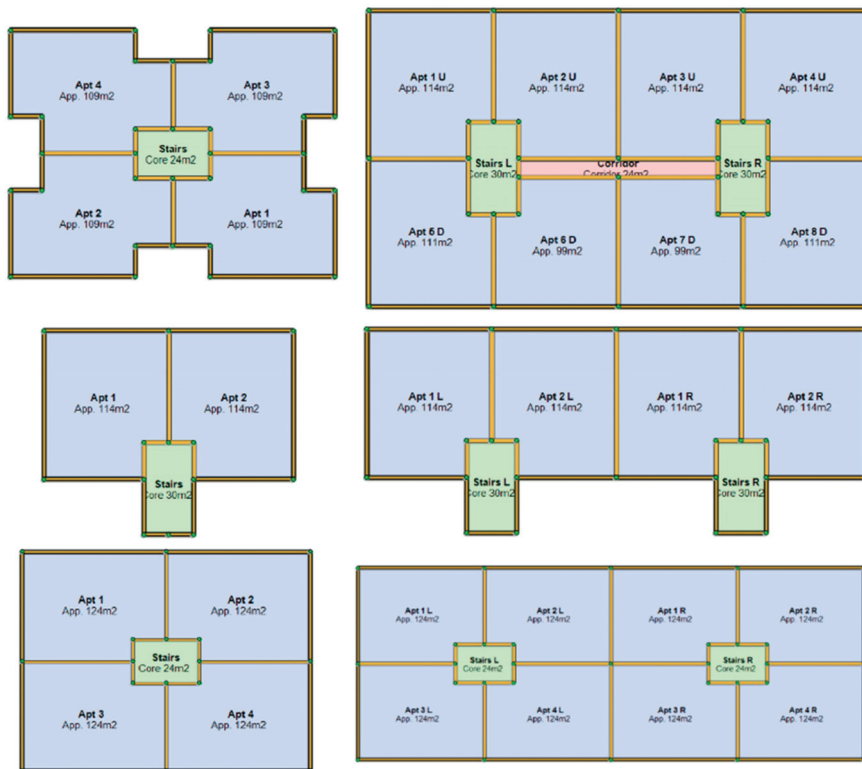 Apt 4
App. 109m2
Apt 3
App. 109m2
Stairs
Core 24m2
Apt 2
App. 109m2
Apt 1
App. 109m2
Apt 1 U
App. 114m2
Apt 2 U
App. 114m2
Apt 3 U
App. 114m2
Apt 4 U
App. 114m2
Stairs L
Core 30m2
Corridor
Corridor 24m2
Stairs R
Core 30m2
Apt 5 D
App. 111m2
Apt 6 D
App. 99m2
Apt 7 D
App. 99m2
Apt 8 D
App. 111m2
Apt 1
App. 114m2
Apt 2
App. 114m2
Stairs
Core 30m2
Apt 1 L
App. 114m2
Apt 2 L
App. 114m2
Apt 1 R
App. 114m2
Apt 2 R
App. 114m2
Stairs L
Core 30m2
Stairs R
Core 30m2
Apt 1
App. 124m2
Apt 2
App. 124m2
Stairs
Core 24m2
Apt 3
App. 124m2
Apt 4
App. 124m2
Apt 1 L
App. 124m2
Apt 2 L
App. 124m2
Apt 1 R
App. 124m2
Apt 2 R
App. 124m2
Stairs L
Core 24m2
Stairs R
Core 24m2
Apt 3 L
App. 124m2
Apt 4 L
App. 124m2
Apt 3 R
App. 124m2
Apt 4 R
App. 124m2